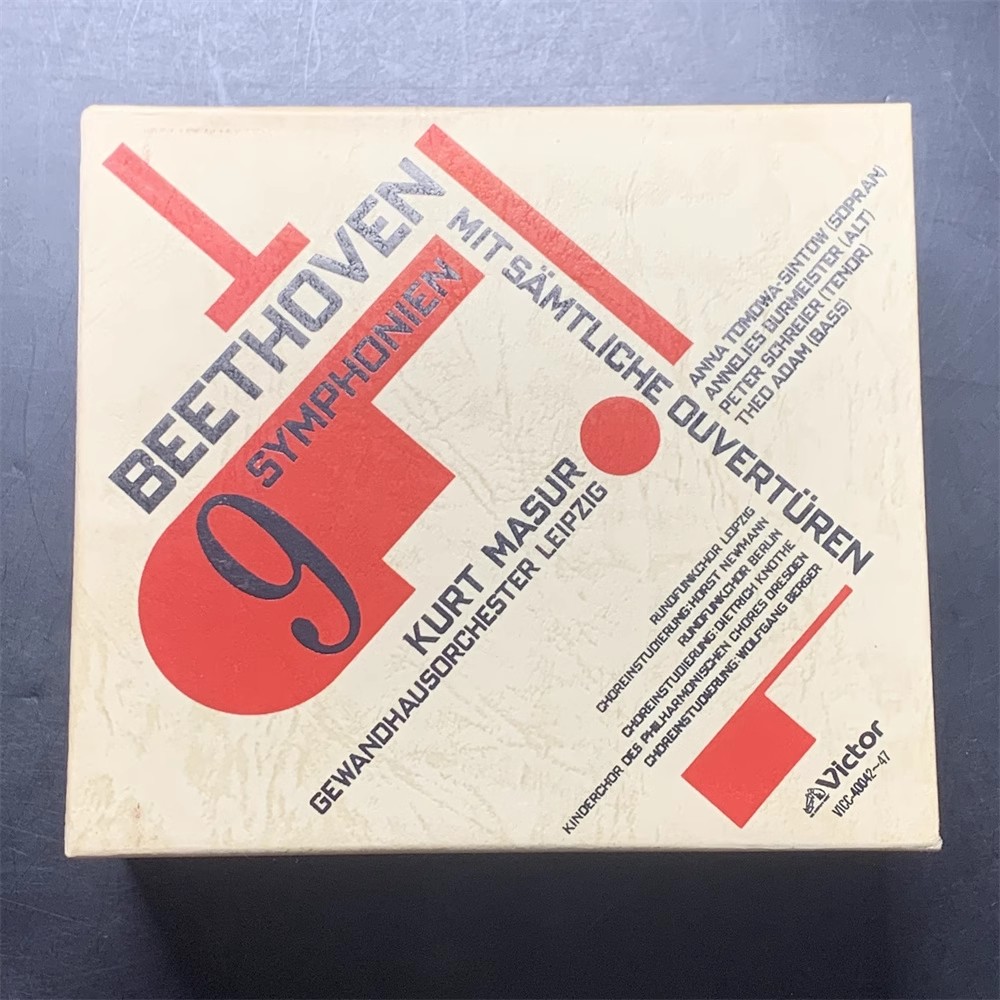 BEETHOVEN
9 SYMPHONIEN
MIT SÄMTLICHE OUVERTÜREN
KURT MASUR
GEWANDHAUSORCHESTER LEIPZIG
ANNA TOMOWA-SINTOW (SOPRAN)
ANNELIES BURMEISTER (ALT)
PETER SCHREIER (TENOR)
THEO ADAM (BASS)
RUNDFUNKCHOR LEIPZIG
CHOREINSTUDIERUNG: HORST NEWMANN
RUNDFUNKCHOR BERLIN
CHOREINSTUDIERUNG: DIETRICH KNOTHE
KINDERCHOR DES PHILHARMONISCHEN CHORES DRESDEN
CHOREINSTUDIERUNG: WOLFGANG BERGER
Victor
VICC-40042~47